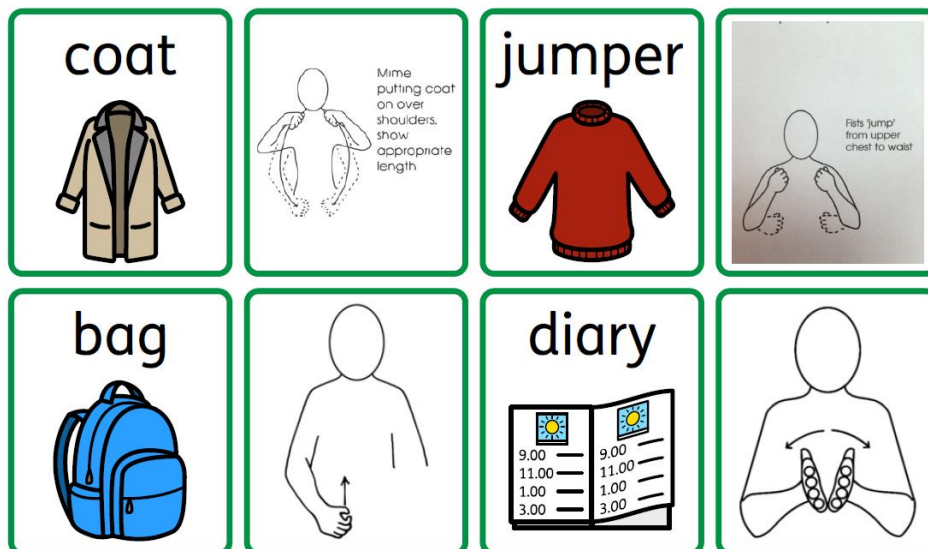 coat
Mime
putting coat
on over
shoulders,
show
appropriate
length
jumper
Fists 'jump'
from upper
chest to waist
bag
diary
9.00
11.00
1.00
3.00
9.00
11.00
1.00
3.00